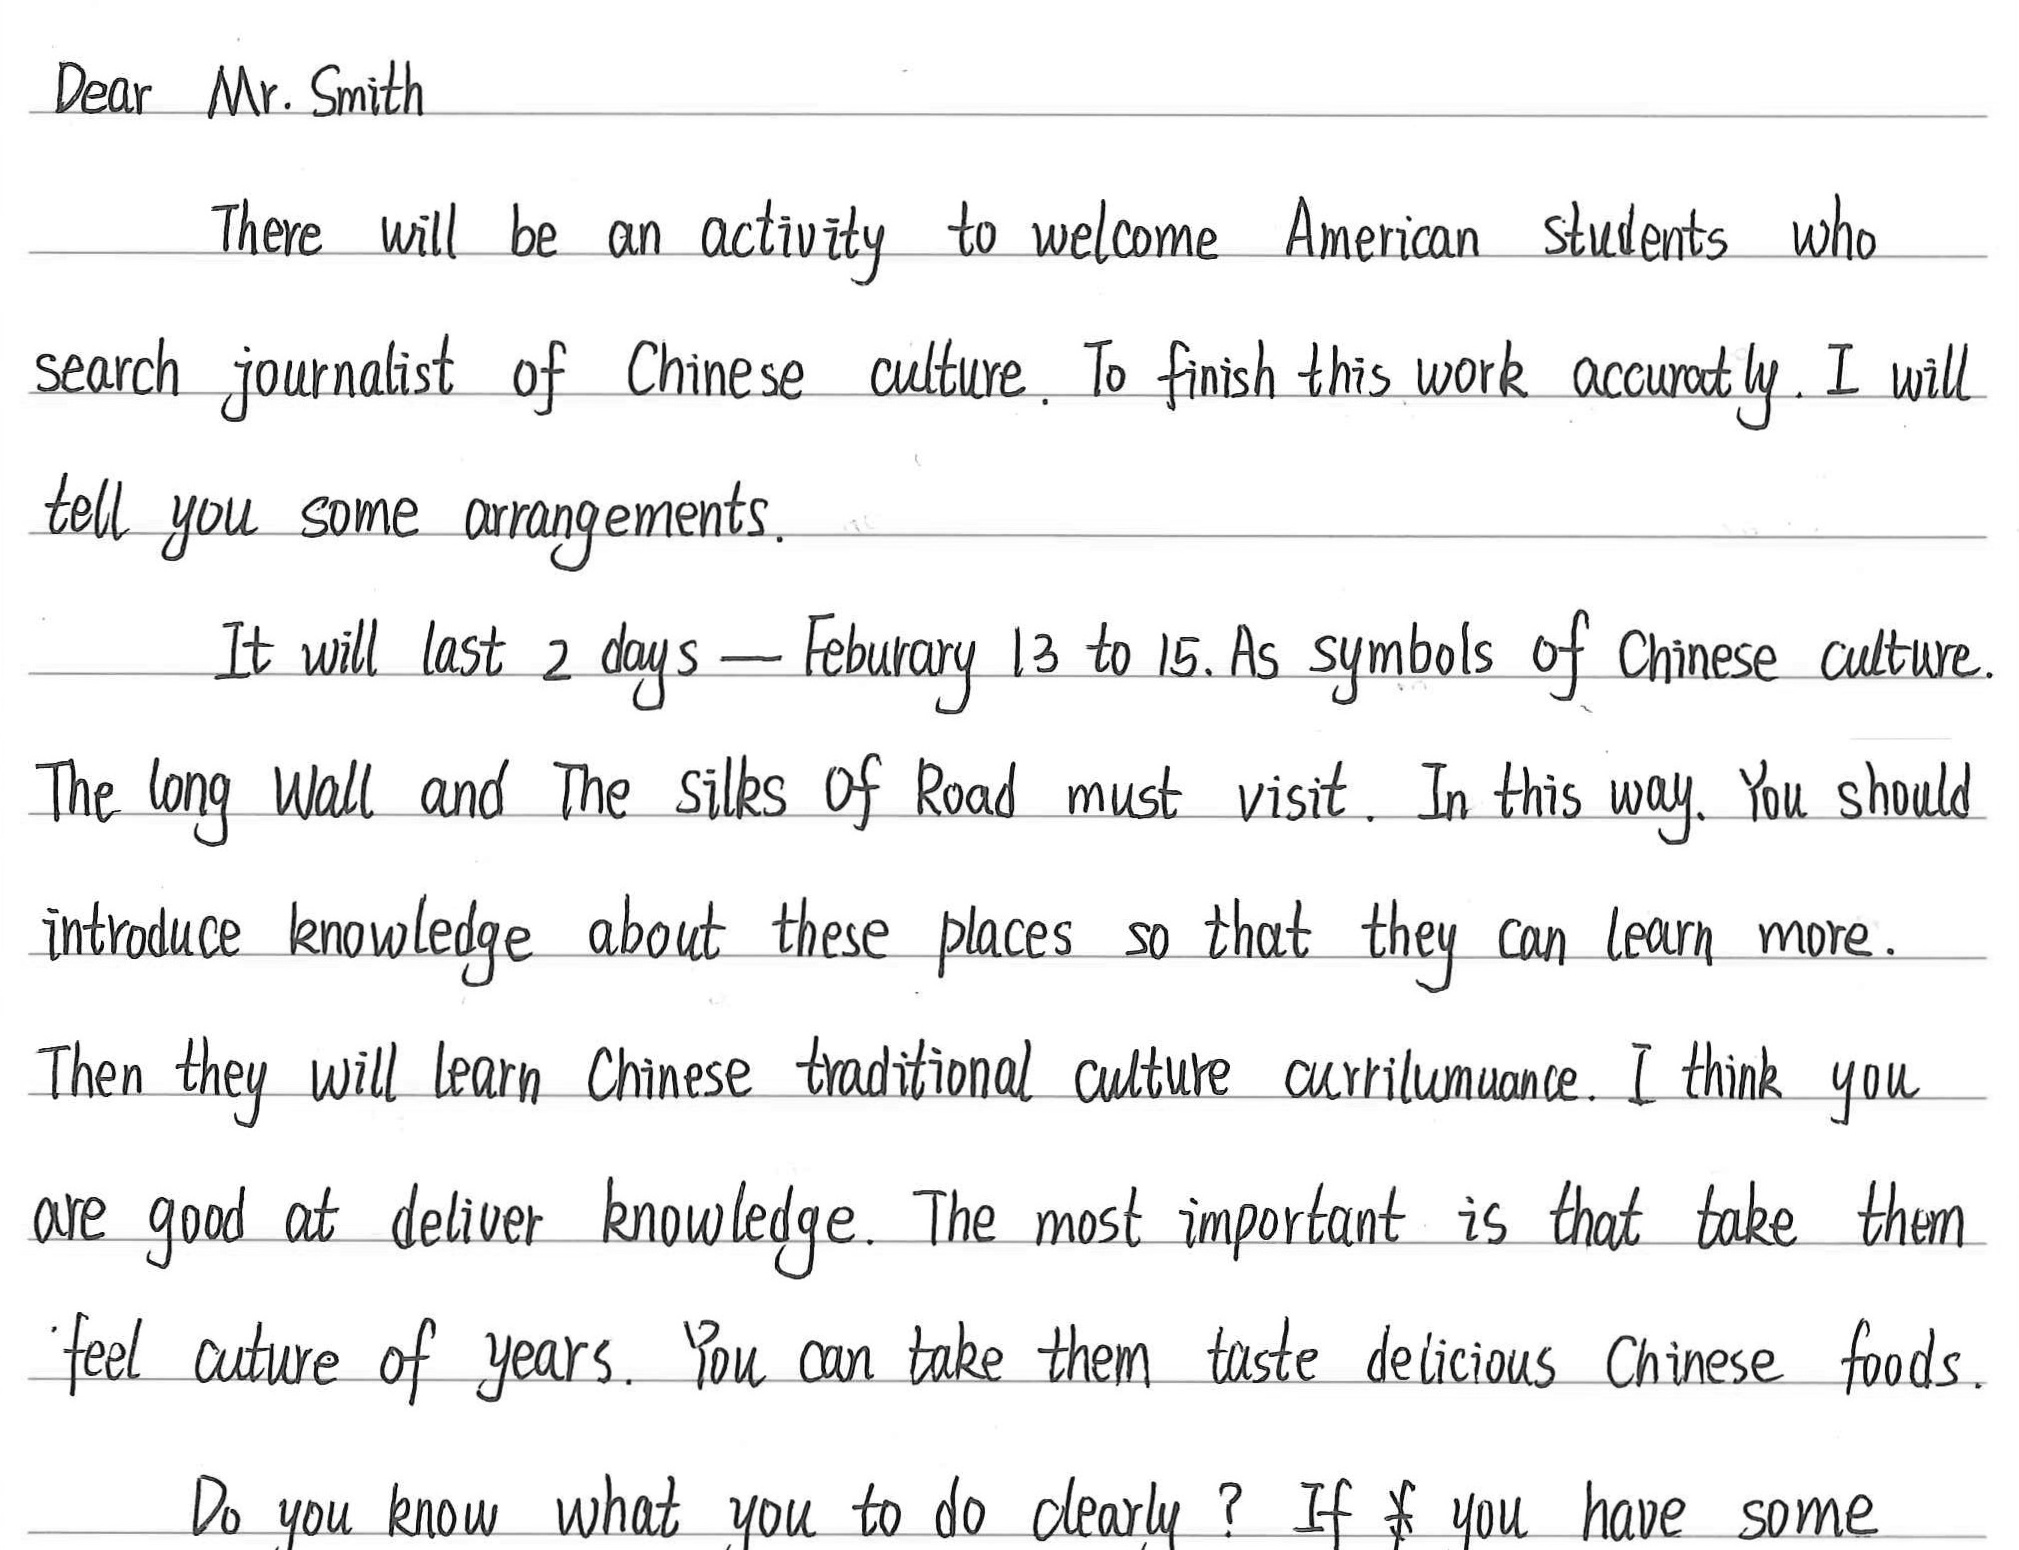 Dear Mr. Smith
There will be an activity to welcome American students who
search journalist of Chinese culture. To finish this work accuratly. I will
tell you some arrangements.
It will last 2 days — Feburary 13 to 15. As symbols of Chinese culture.
The long Wall and The silks Of Road must visit. In this way. You should
introduce knowledge about these places so that they can learn more.
Then they will learn Chinese traditional culture currilumuance. I think you
are good at deliver knowledge. The most important is that take them
feel cuture of years. You can take them taste delicious Chinese foods.
Do you know what you to do clearly? If you have some